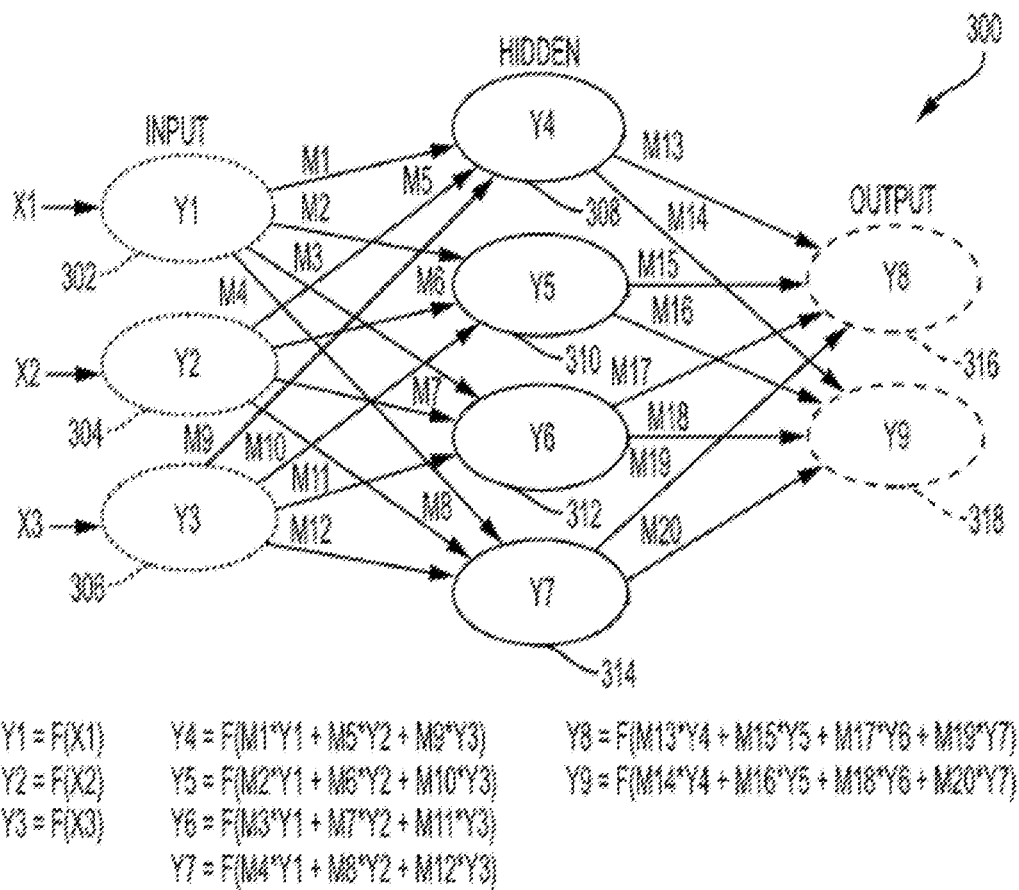 300
HIDDEN
Y4
M13
INPUT
M1
M5
X1
Y1
M2
308
M14
OUTPUT
302
M3
M4
M6
Y5
M15
M16
Y8
X2
Y2
310
M17
316
304
M7
M9
M10
Y6
M18
M19
Y9
X3
Y3
M11
M8
312
318
M12
M20
306
Y7
314
Y1 = F(X1)
Y2 = F(X2)
Y3 = F(X3)
Y4 = F(M1*Y1 + M5*Y2 + M9*Y3)
Y5 = F(M2*Y1 + M6*Y2 + M10*Y3)
Y6 = F(M3*Y1 + M7*Y2 + M11*Y3)
Y7 = F(M4*Y1 + M8*Y2 + M12*Y3)
Y8 = F(M13*Y4 + M15*Y5 + M17*Y6 + M19*Y7)
Y9 = F(M14*Y4 + M16*Y5 + M18*Y6 + M20*Y7)